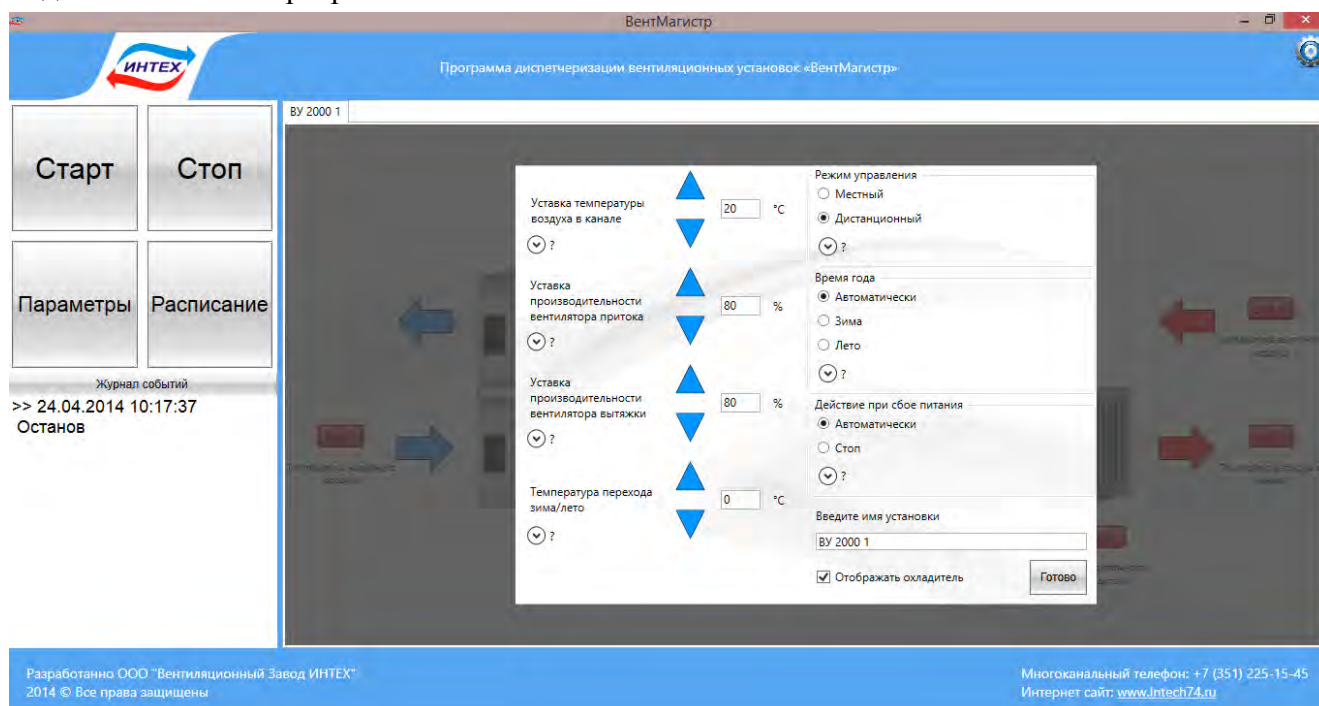 ВентМагистр
ИНТЕХ
Программа диспетчеризации вентиляционных установок «ВентМагистр»
Старт
Стоп
Параметры
Расписание
Журнал событий
>> 24.04.2014 10:17:37
Останов
ВУ 2000 1
Уставка температуры
воздуха в канале
20 °C
?
Уставка
производительности
вентилятора притока
80 %
?
Уставка
производительности
вентилятора вытяжки
80 %
?
Температура перехода
зима/лето
0 °C
?
Режим управления
Местный
Дистанционный
?
Время года
Автоматически
Зима
Лето
?
Действие при сбое питания
Автоматически
Стоп
?
Введите имя установки
ВУ 2000 1
Отображать охладитель
Готово
Разработанно ООО "Вентиляционный Завод ИНТЕХ"
2014 © Все права защищены
Многоканальный телефон: +7 (351) 225-15-45
Интернет сайт: www.Intech74.ru